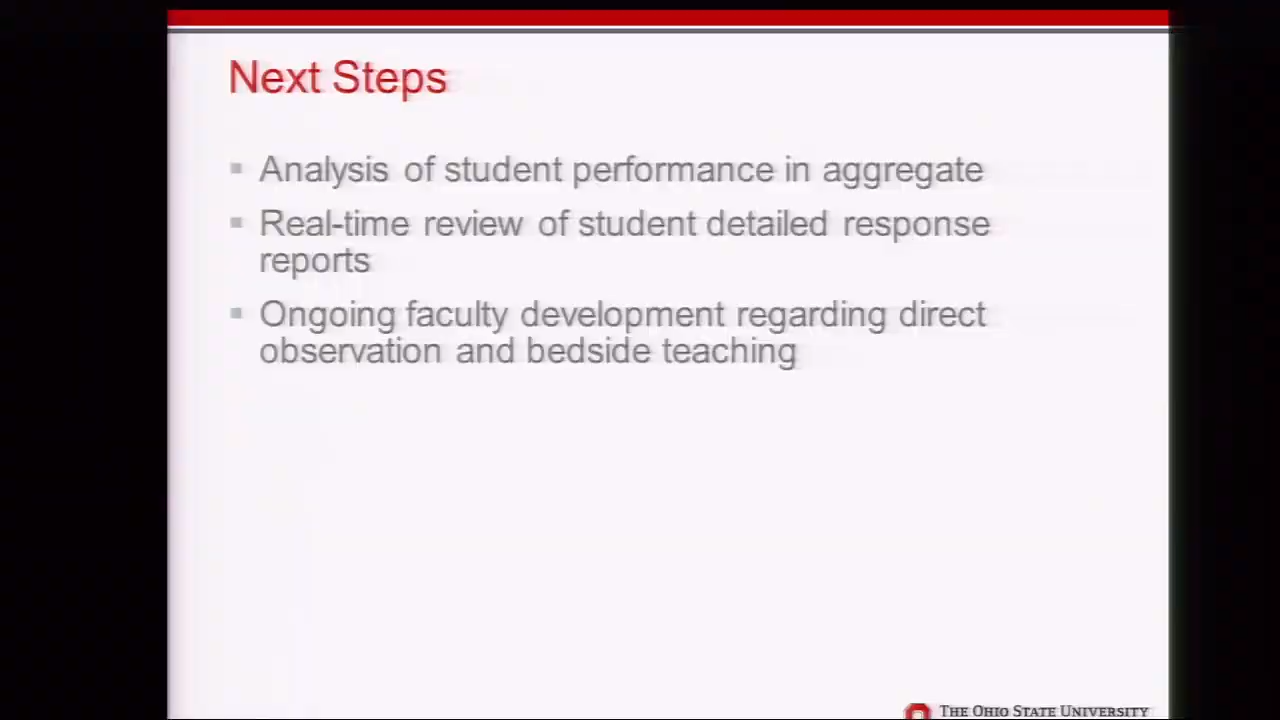 Next Steps
Analysis of student performance in aggregate
Real-time review of student detailed response
reports
Ongoing faculty development regarding direct
observation and bedside teaching
THE OHIO STATE UNIVERSITY